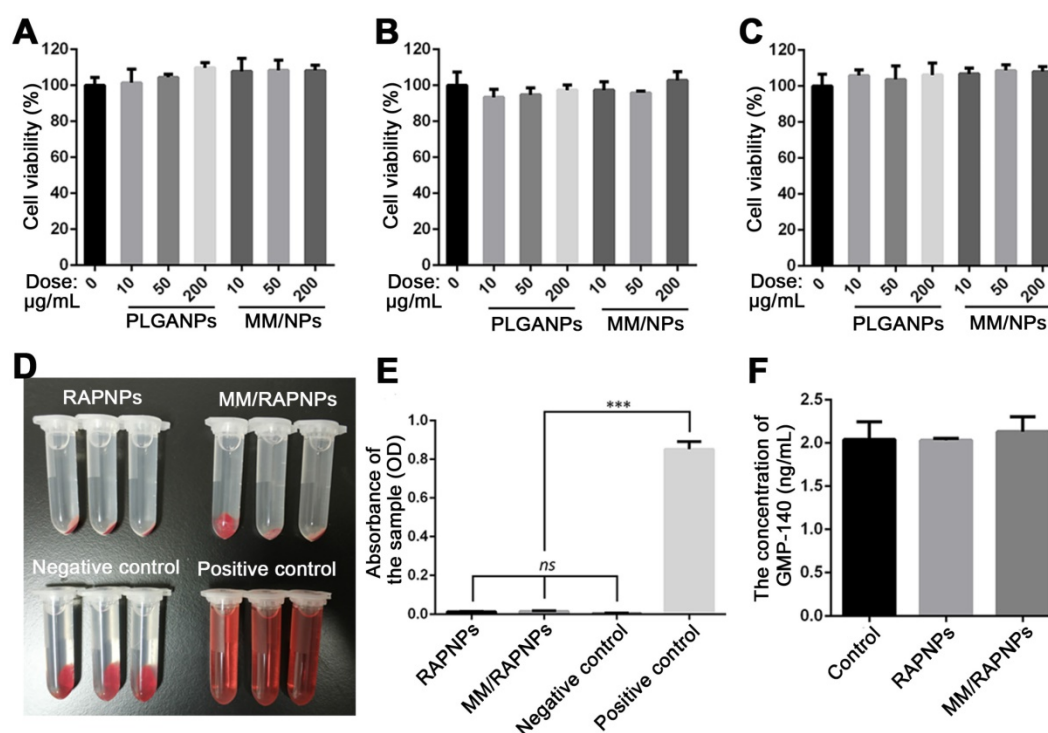 A
Cell viability (%)
120
100
80
60
40
20
0
Dose:
µg/mL
0 10 50 200 10 50 200
PLGANPs MM/NPs
B
Cell viability (%)
120
100
80
60
40
20
0
Dose:
µg/mL
0 10 50 200 10 50 200
PLGANPs MM/NPs
C
Cell viability (%)
120
100
80
60
40
20
0
Dose:
µg/mL
0 10 50 200 10 50 200
PLGANPs MM/NPs
D
RAPNPs MM/RAPNPs
Negative control Positive control
E
Absorbance of
the sample (OD)
1.0
0.8
0.6
0.4
0.2
0.0
***
ns
RAPNPs
MM/RAPNPs
Negative control
Positive control
F
The concentration of
GMP-140 (ng/mL)
2.5
2.0
1.5
1.0
0.5
0.0
Control
RAPNPs
MM/RAPNPs